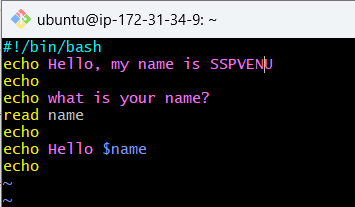 ubuntu@ip-172-31-34-9: ~
#!/bin/bash
echo Hello, my name is SSPVENU
echo
echo what is your name?
read name
echo
echo Hello $name
echo
~
~